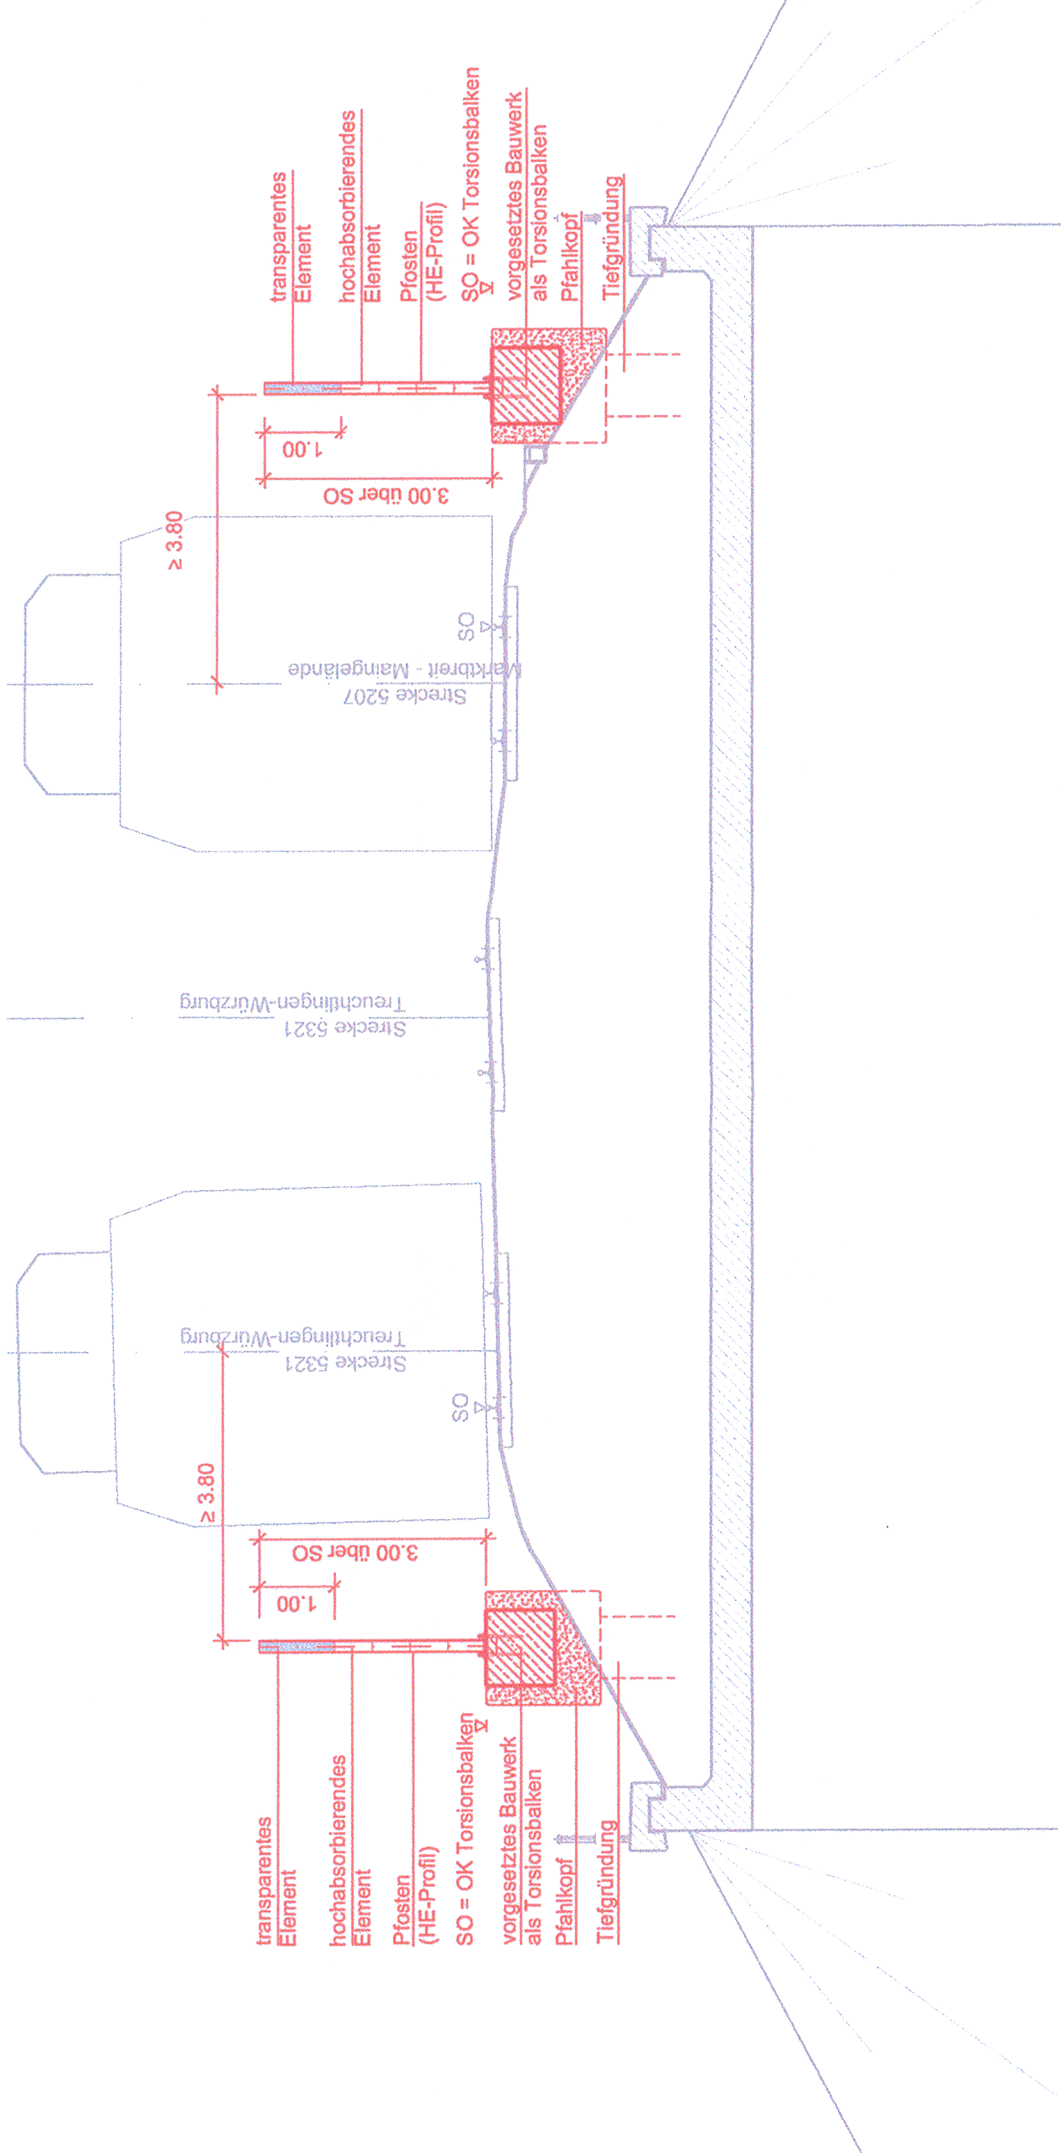 transparentes
Element
hochabsorbierendes
Element
Pfosten
(HE-Profil)
SO = OK Torsionsbalken
vorgesetztes Bauwerk
als Torsionsbalken
Pfahlkopf
Tiefgründung
1.00
3.00 über SO
≥ 3.80
SO
Strecke 5321
Treuchtlingen-Würzburg
Strecke 5321
Treuchtlingen-Würzburg
Strecke 5207
Marktbreit - Maingelände
SO
≥ 3.80
3.00 über SO
1.00
transparentes
Element
hochabsorbierendes
Element
Pfosten
(HE-Profil)
SO = OK Torsionsbalken
vorgesetztes Bauwerk
als Torsionsbalken
Pfahlkopf
Tiefgründung